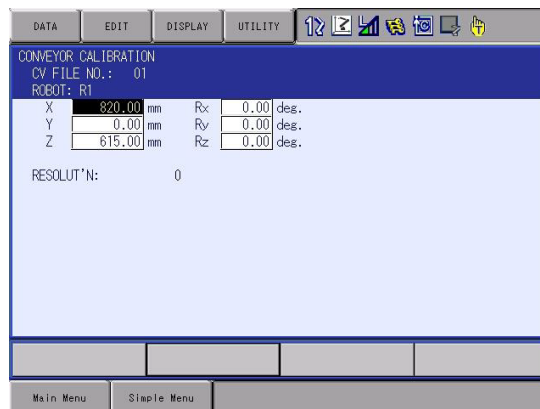 DATA EDIT DISPLAY UTILITY
CONVEYOR CALIBRATION
CV FILE NO.: 01
ROBOT: R1
X 820.00 mm Rx 0.00 deg.
Y 0.00 mm Ry 0.00 deg.
Z 615.00 mm Rz 0.00 deg.
RESOLUT'N: 0
Main Menu Simple Menu